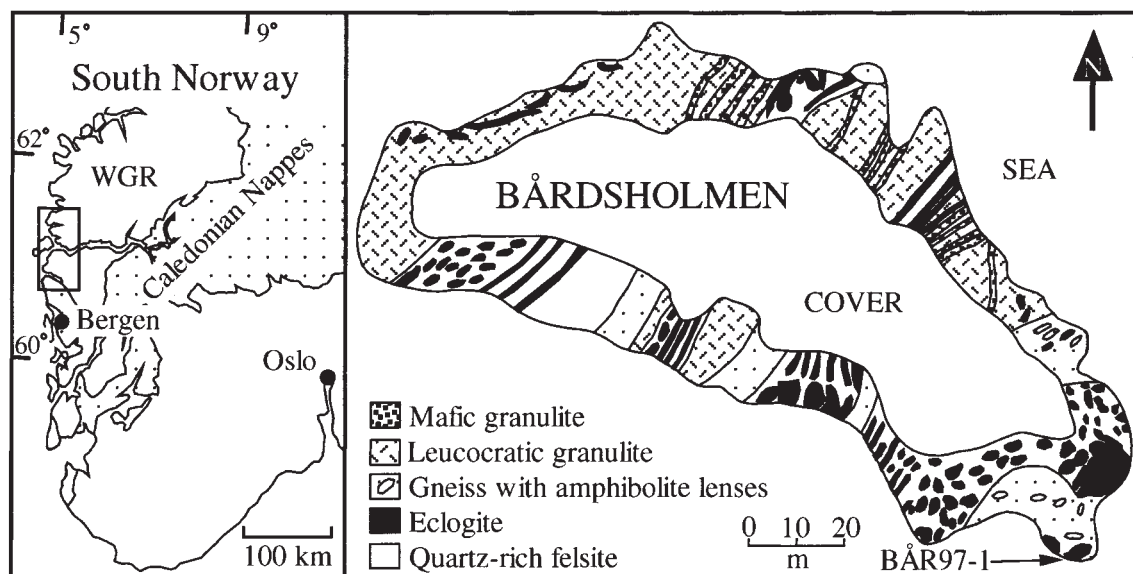 5° 9°
South Norway
62°
WGR
Caledonian Nappes
Bergen
60°
Oslo
100 km
N
SEA
BÅRDSHOLMEN
COVER
Mafic granulite
Leucocratic granulite
Gneiss with amphibolite lenses
Eclogite
Quartz-rich felsite
0 10 20
m
BÅR97-1